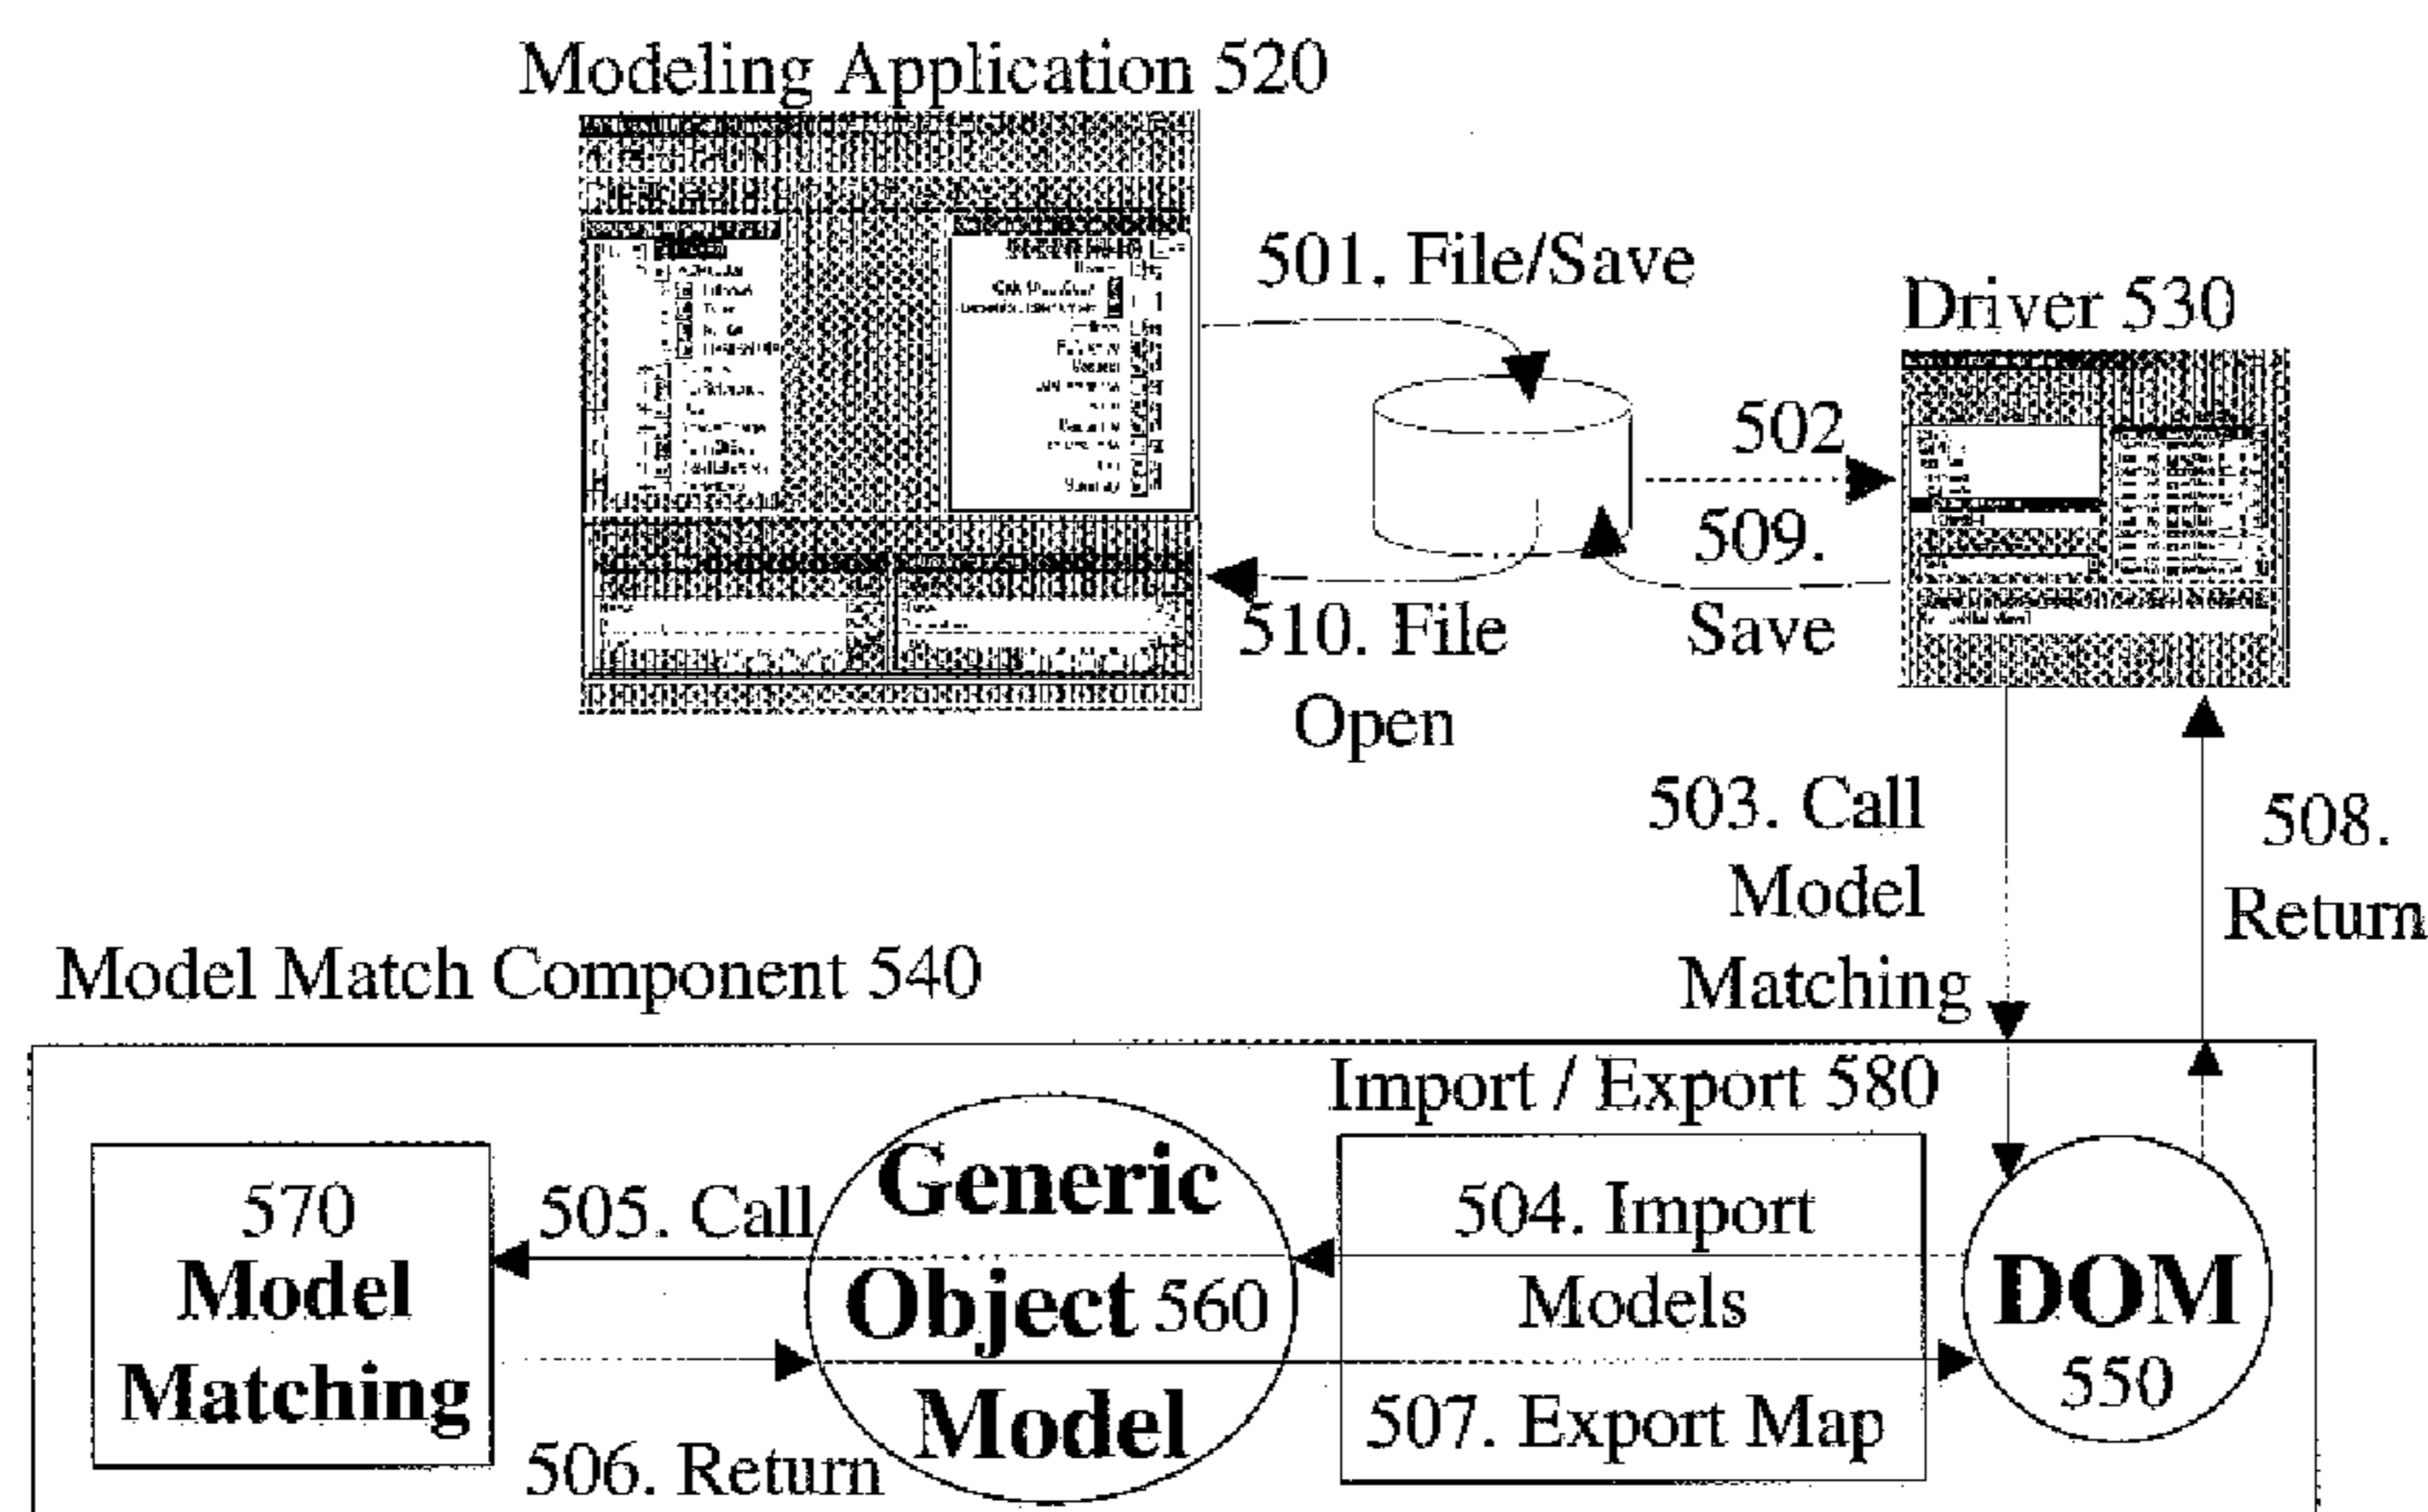 Modeling Application 520
501. File/Save
Driver 530
502
509.
Save
510. File
Open
503. Call
Model
Matching
508.
Return
Model Match Component 540
Import / Export 580
570
Model
Matching
505. Call
506. Return
Generic
Object 560
Model
504. Import
Models
507. Export Map
DOM
550